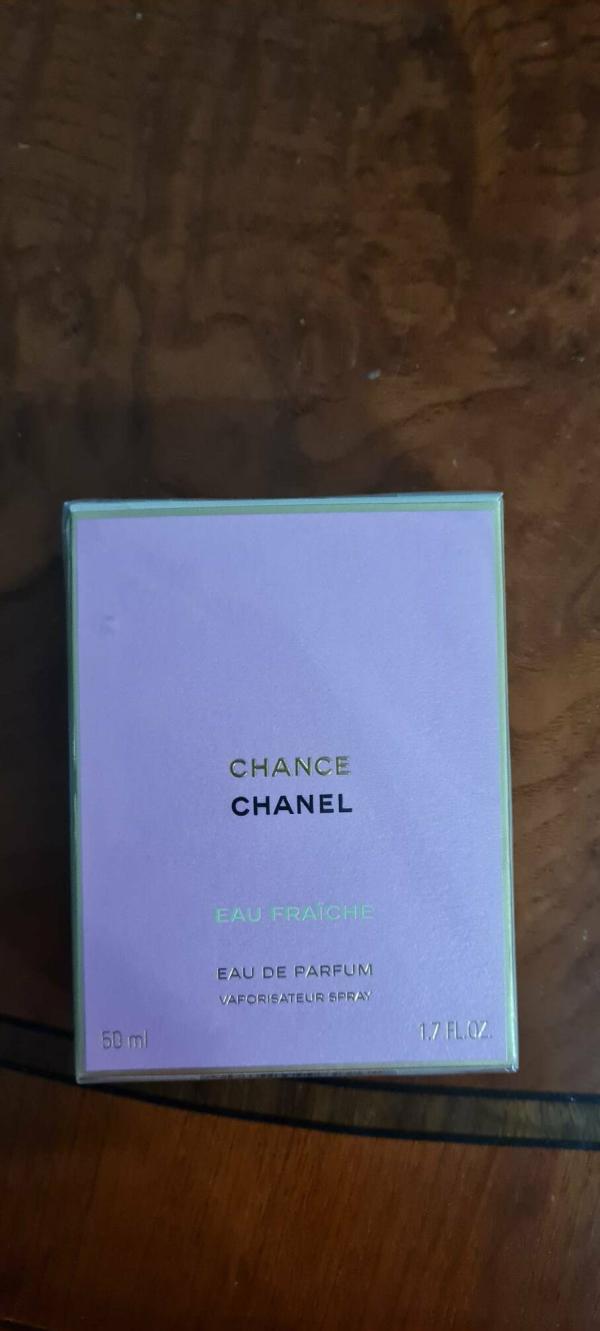 CHANCE
CHANEL
EAU FRAÎCHE
EAU DE PARFUM
VAPORISATEUR SPRAY
50 ml 1.7 FL.OZ.